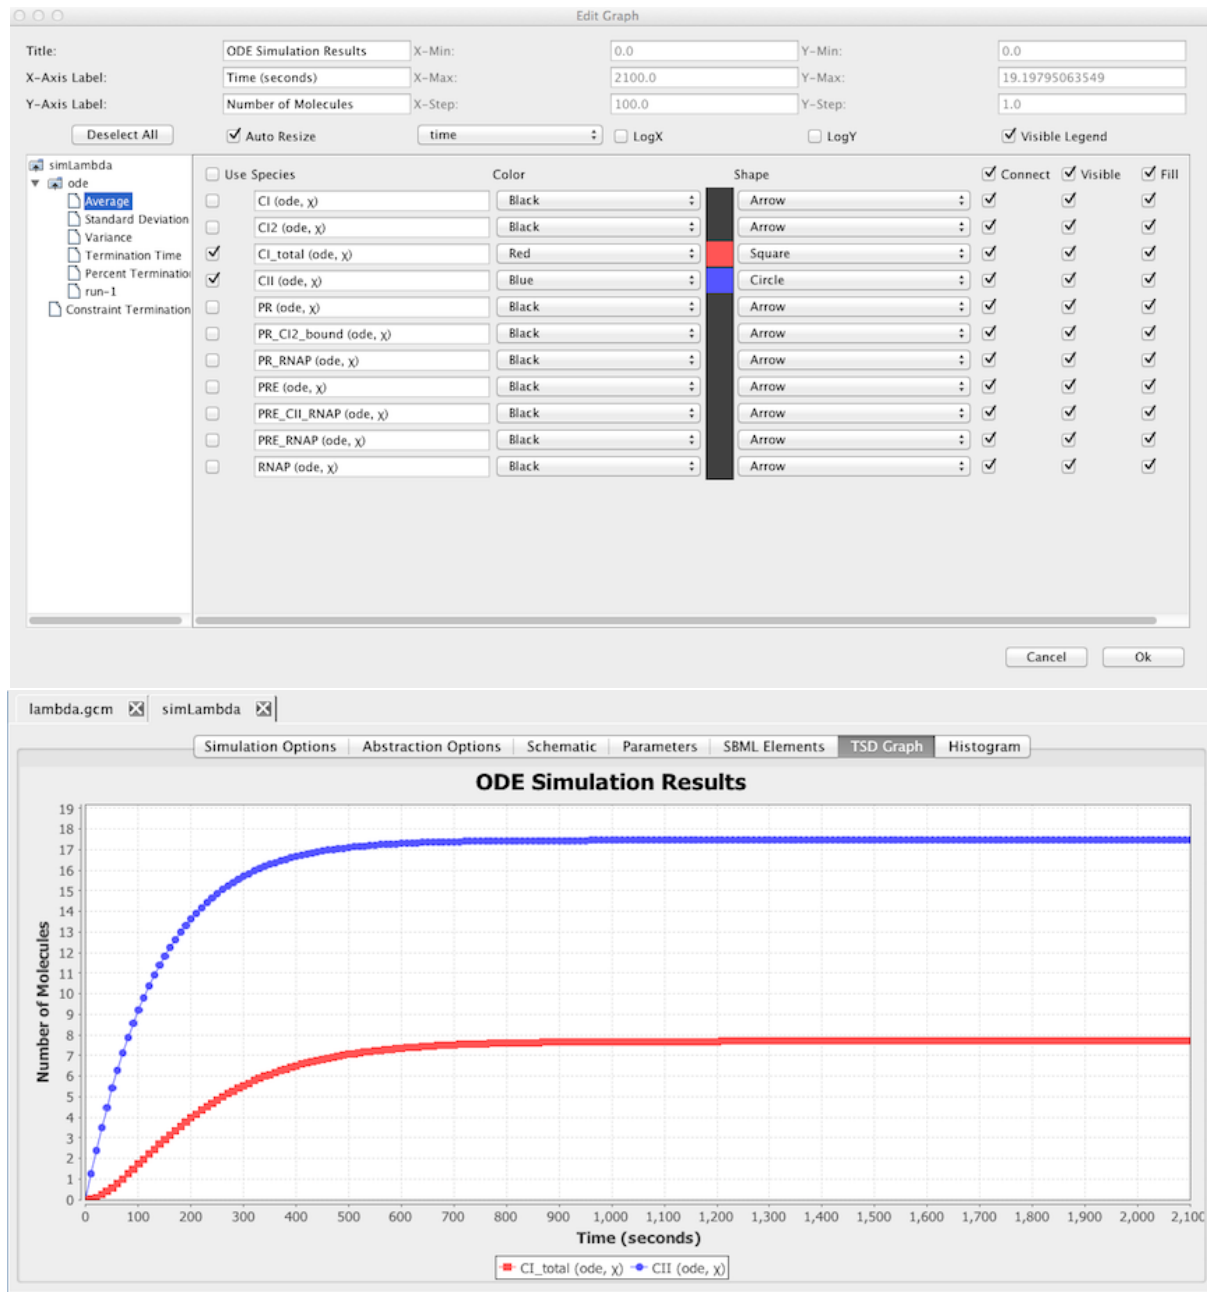 Edit Graph
Title: ODE Simulation Results X-Min: 0.0 Y-Min: 0.0
X-Axis Label: Time (seconds) X-Max: 2100.0 Y-Max: 19.19795063549
Y-Axis Label: Number of Molecules X-Step: 100.0 Y-Step: 1.0
Deselect All Auto Resize time LogX LogY Visible Legend
simLambda
ode
Average
Standard Deviation
Variance
Termination Time
Percent Terminatio
run-1
Constraint Termination
Use Species Color Shape Connect Visible Fill
CI (ode, χ) Black Arrow
CI2 (ode, χ) Black Arrow
CI_total (ode, χ) Red Square
CII (ode, χ) Blue Circle
PR (ode, χ) Black Arrow
PR_CI2_bound (ode, χ) Black Arrow
PR_RNAP (ode, χ) Black Arrow
PRE (ode, χ) Black Arrow
PRE_CII_RNAP (ode, χ) Black Arrow
PRE_RNAP (ode, χ) Black Arrow
RNAP (ode, χ) Black Arrow
Cancel Ok
lambda.gcm simLambda
Simulation Options Abstraction Options Schematic Parameters SBML Elements TSD Graph Histogram
ODE Simulation Results
Number of Molecules
19
18
17
16
15
14
13
12
11
10
9
8
7
6
5
4
3
2
1
0
0 100 200 300 400 500 600 700 800 900 1,000 1,100 1,200 1,300 1,400 1,500 1,600 1,700 1,800 1,900 2,000 2,100
Time (seconds)
CI_total (ode, χ) CII (ode, χ)